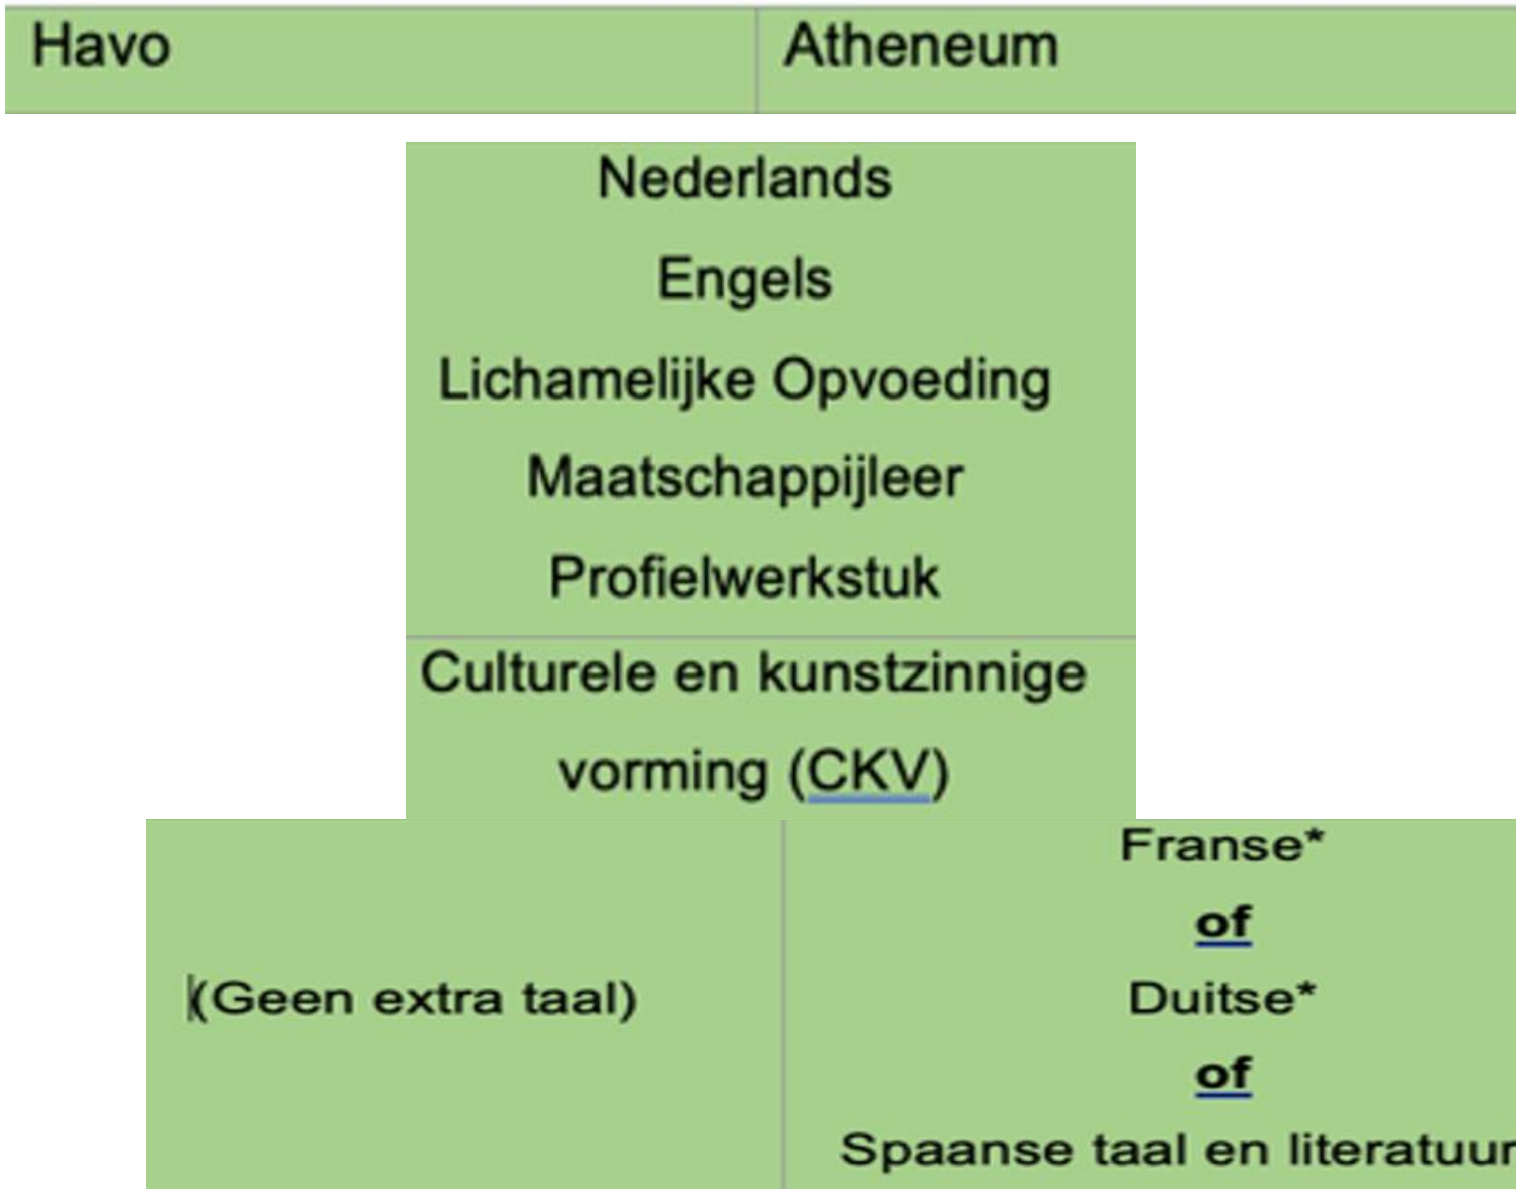 Havo
Atheneum
Nederlands
Engels
Lichamelijke Opvoeding
Maatschappijleer
Profielwerkstuk
Culturele en kunstzinnige
vorming (CKV)
(Geen extra taal)
Franse*
of
Duitse*
of
Spaanse taal en literatuur